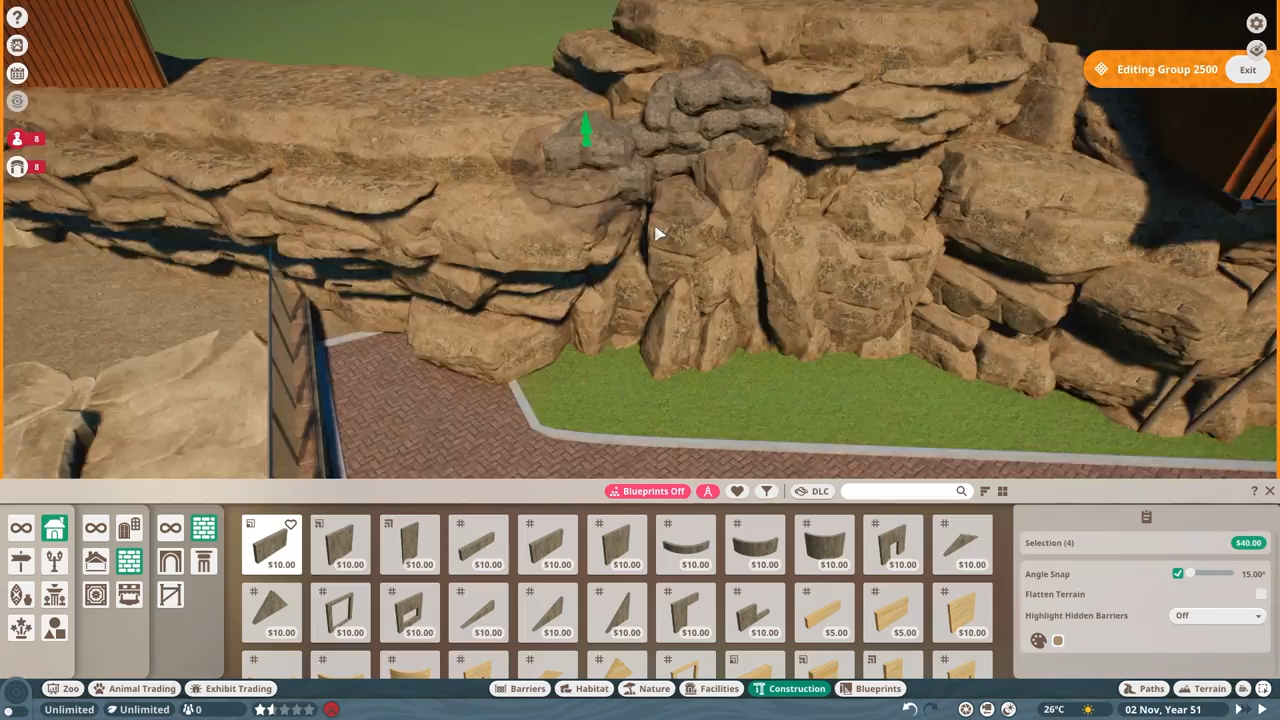 ?
Editing Group 2500
Exit
8
8
Blueprints Off
DLC
? 
$10.00 $10.00 $10.00 $10.00 $10.00 $10.00 $10.00 $10.00 $10.00 $10.00 $10.00
$10.00 $10.00 $10.00 $10.00 $10.00 $10.00 $10.00 $10.00 $5.00 $5.00 $10.00
Selection (4) $40.00
Angle Snap 15.00°
Flatten Terrain
Highlight Hidden Barriers Off
Zoo Animal Trading Exhibit Trading Barriers Habitat Nature Facilities Construction Blueprints Paths Terrain
Unlimited Unlimited 0 26°C 02 Nov, Year 51